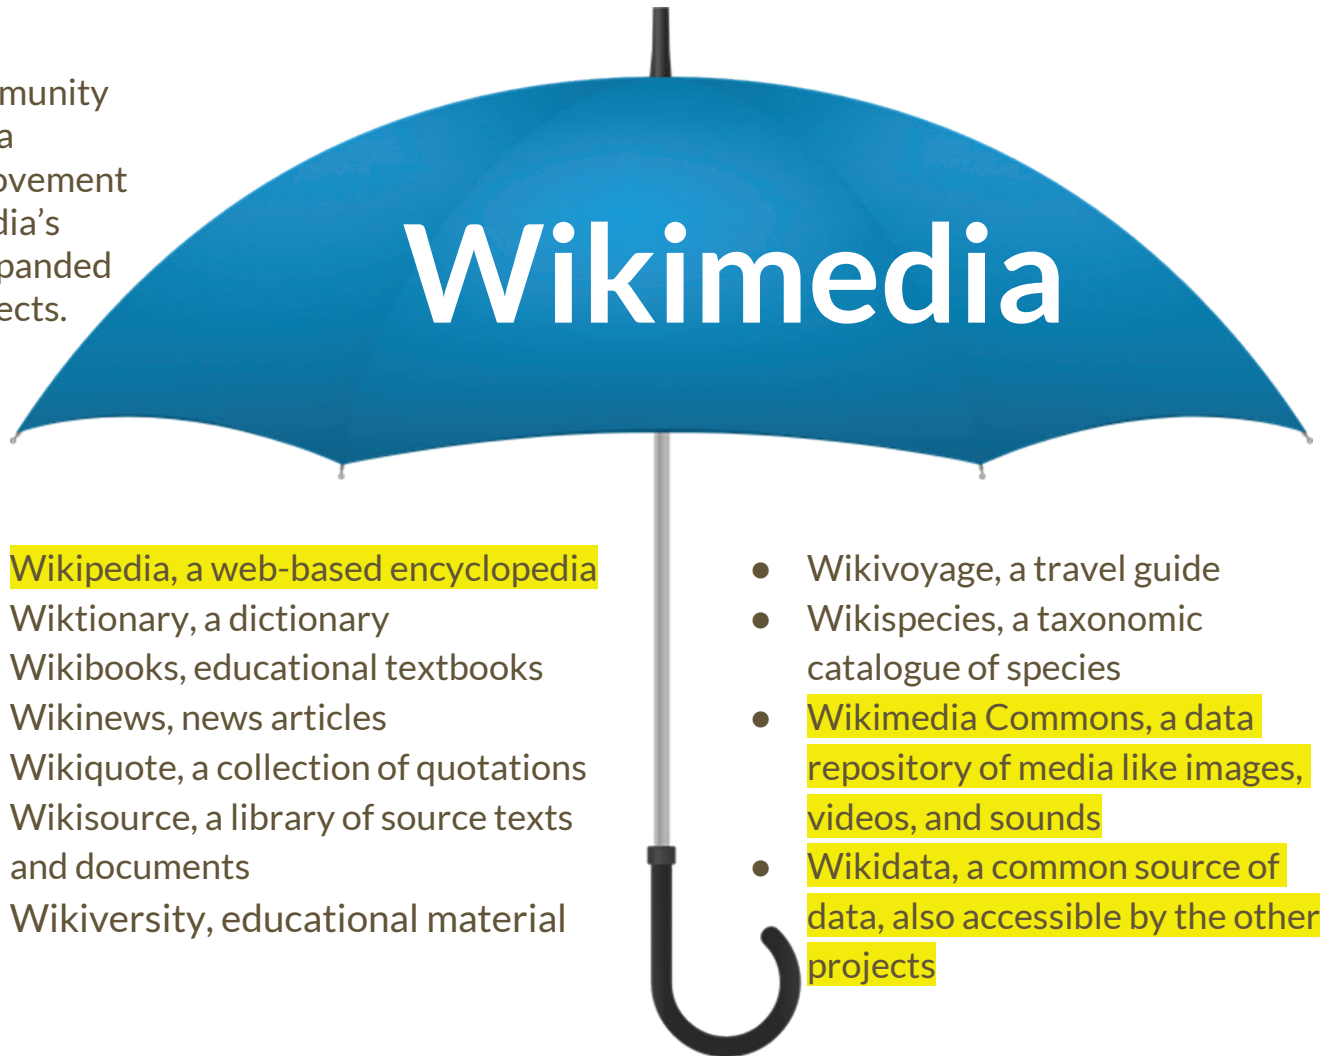 munity
a
ovement
dia's
panded
ects.
Wikimedia
Wikipedia, a web-based encyclopedia
Wiktionary, a dictionary
Wikibooks, educational textbooks
Wikinews, news articles
Wikiquote, a collection of quotations
Wikisource, a library of source texts
and documents
Wikiversity, educational material
● Wikivoyage, a travel guide
● Wikispecies, a taxonomic
catalogue of species
● Wikimedia Commons, a data
repository of media like images,
videos, and sounds
● Wikidata, a common source of
data, also accessible by the other
projects